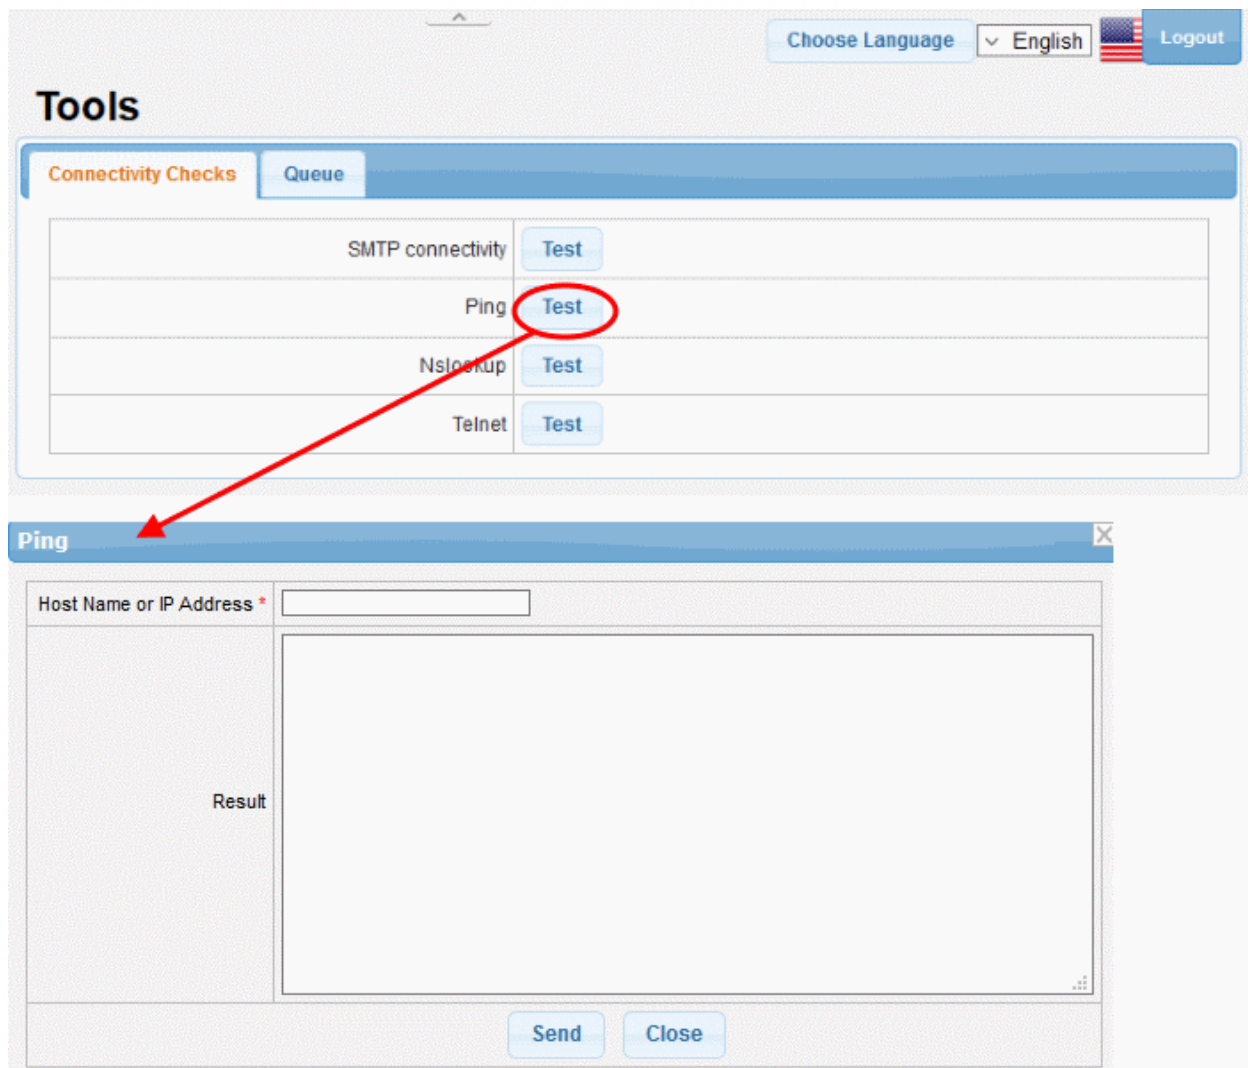 Choose Language English Logout
Tools
Connectivity Checks Queue
SMTP connectivity Test
Ping Test
Nslookup Test
Telnet Test
Ping
Host Name or IP Address *
Result
Send Close